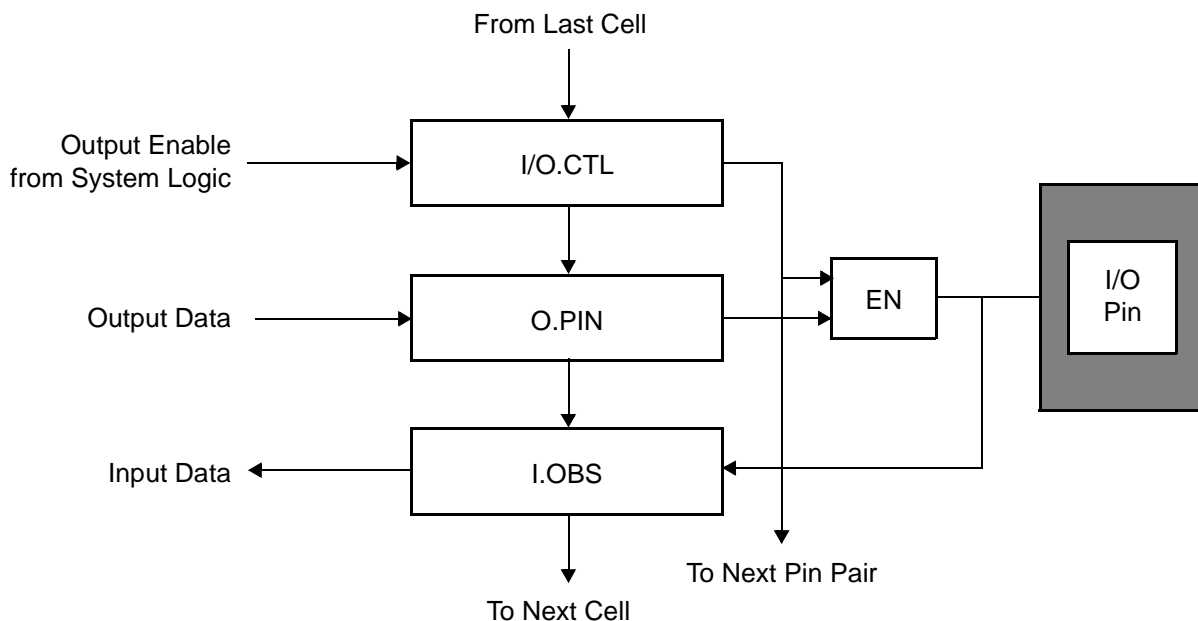 From Last Cell
Output Enable
from System Logic
I/O.CTL
Output Data
O.PIN
EN
I/O
Pin
Input Data
I.OBS
To Next Pin Pair
To Next Cell